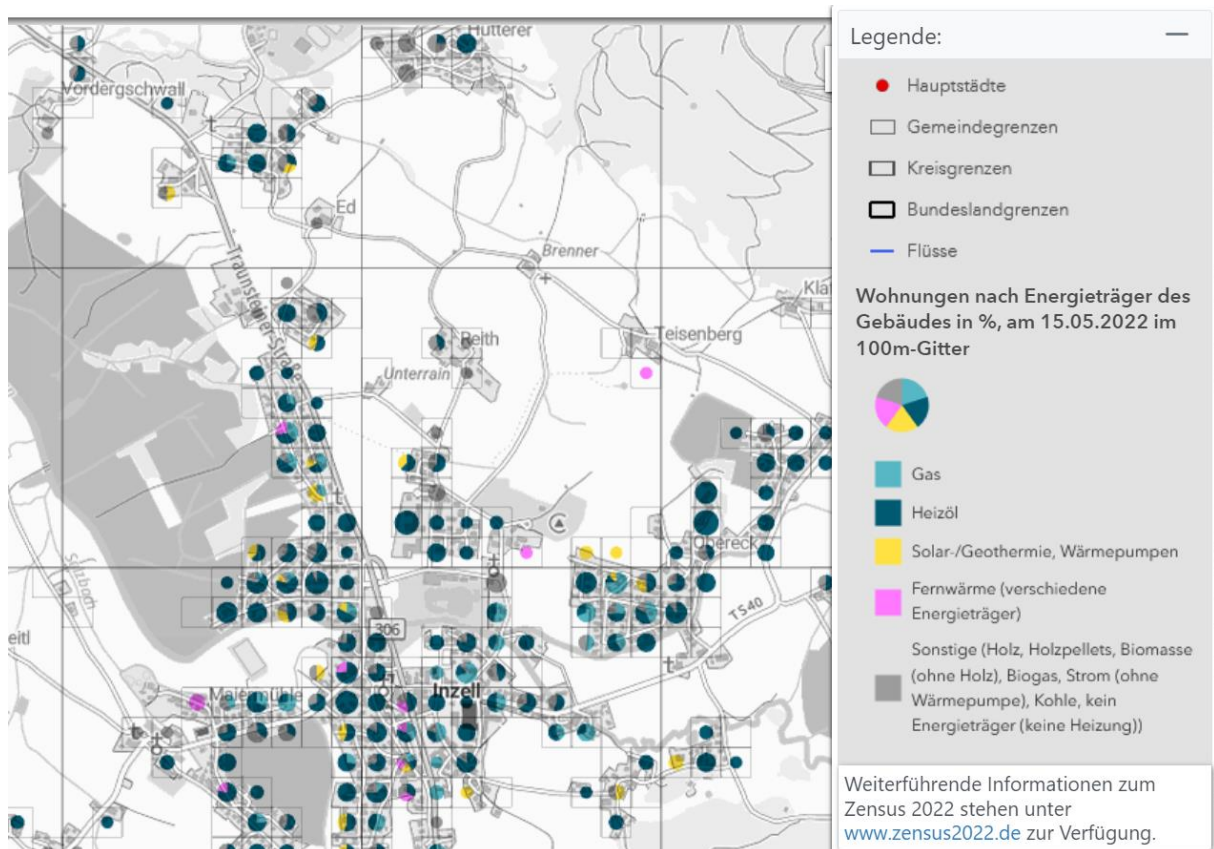 Hutterer
Vordergschwall
Ed
Brenner
Traunsteiner-Straße
Reith
Teisenberg
Unterrain
Obereck
Sulzbach
TS40
306
Inzell
Legende:
Hauptstädte
Gemeindegrenzen
Kreisgrenzen
Bundeslandgrenzen
Flüsse
Wohnungen nach Energieträger des
Gebäudes in %, am 15.05.2022 im
100m-Gitter
Gas
Heizöl
Solar-/Geothermie, Wärmepumpen
Fernwärme (verschiedene
Energieträger)
Sonstige (Holz, Holzpellets, Biomasse
(ohne Holz), Biogas, Strom (ohne
Wärmepumpe), Kohle, kein
Energieträger (keine Heizung))
Weiterführende Informationen zum
Zensus 2022 stehen unter
www.zensus2022.de zur Verfügung.